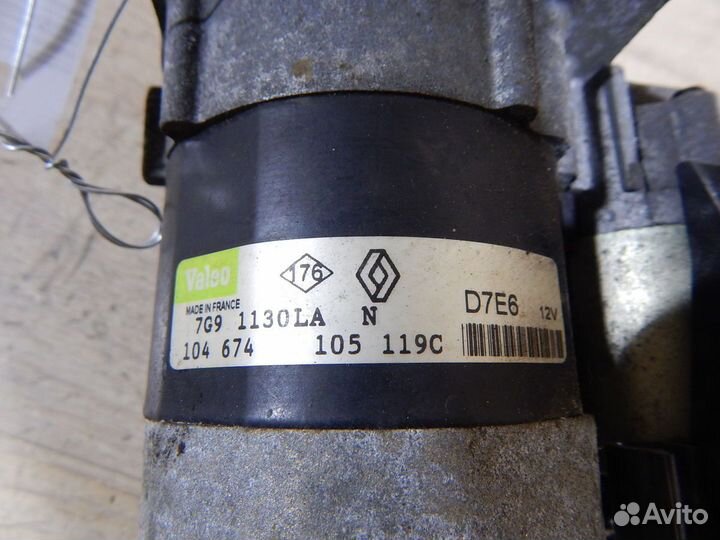 Valeo
176
MADE IN FRANCE
D7E6 12V
7G9 1130LA N
104 674 105 119C
Avito